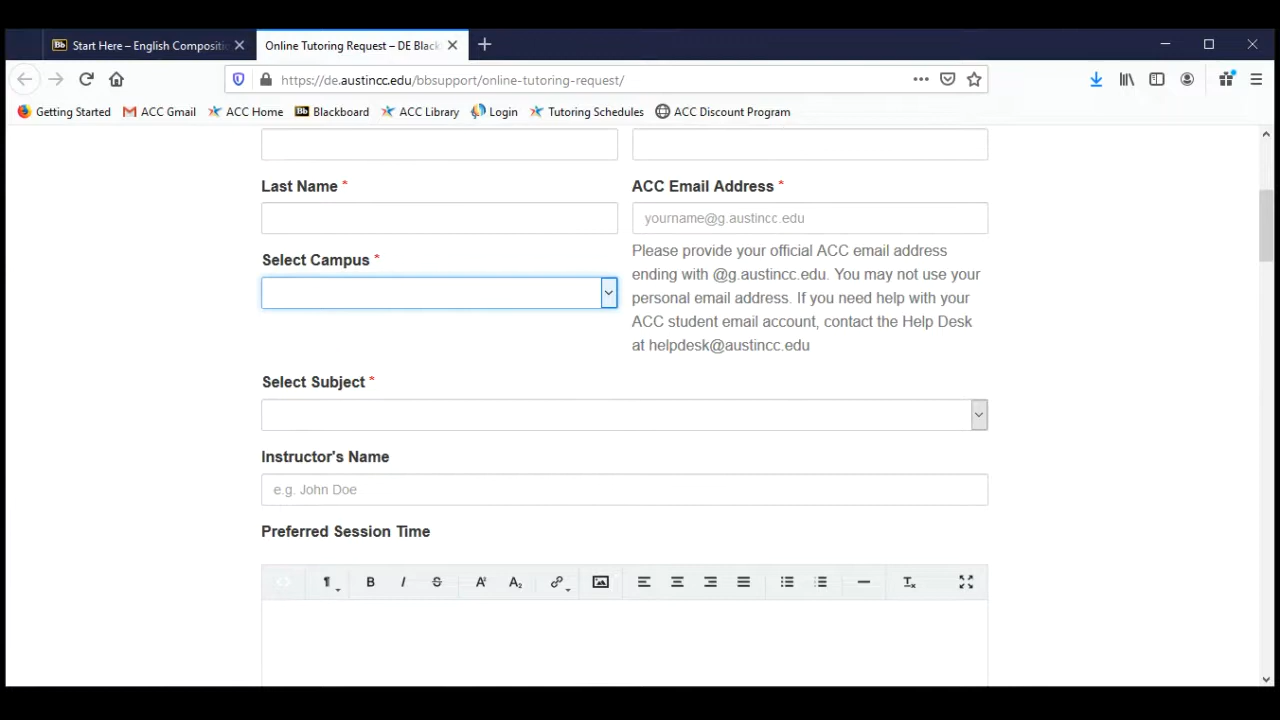 Start Here – English Compositi
Online Tutoring Request – DE Black
https://de.austincc.edu/bbsupport/online-tutoring-request/
Getting Started
ACC Gmail
ACC Home
Bb Blackboard
ACC Library
Login
Tutoring Schedules
ACC Discount Program
Last Name *
ACC Email Address *
yourname@g.austincc.edu
Select Campus *
Please provide your official ACC email address
ending with @g.austincc.edu. You may not use your
personal email address. If you need help with your
ACC student email account, contact the Help Desk
at helpdesk@austincc.edu
Select Subject *
Instructor's Name
e.g. John Doe
Preferred Session Time